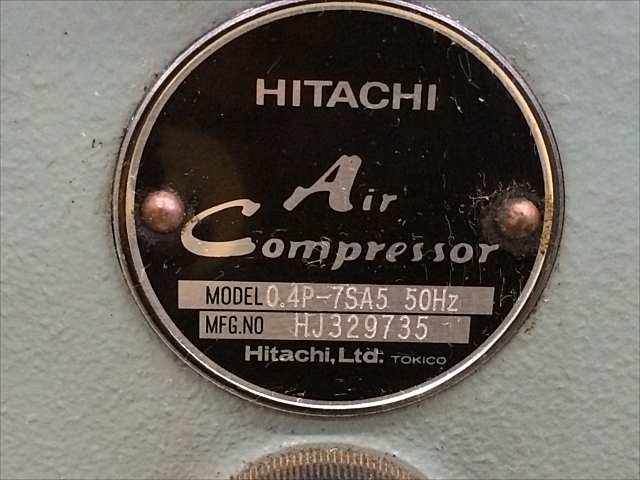 HITACHI
Air
Compressor
MODEL 0.4P-7SA5 50Hz
MFG.NO HJ329735
Hitachi, Ltd. TOKICO